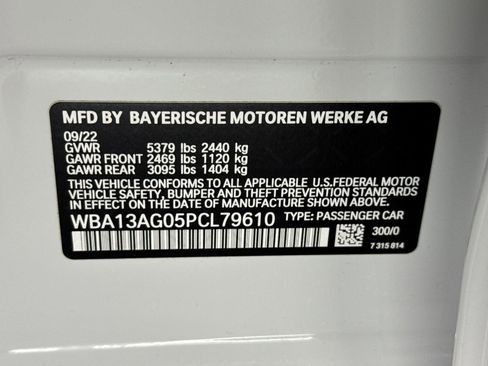 MFD BY BAYERISCHE MOTOREN WERKE AG
09/22
GVWR 5379 lbs 2440 kg
GAWR FRONT 2469 lbs 1120 kg
GAWR REAR 3095 lbs 1404 kg
THIS VEHICLE CONFORMS TO ALL APPLICABLE U.S.FEDERAL MOTOR
VEHICLE SAFETY, BUMPER, AND THEFT PREVENTION STANDARDS
IN EFFECT ON THE DATE OF MANUFACTURE SHOWN ABOVE.
WBA13AG05PCL79610 TYPE: PASSENGER CAR
300/0
7 315 814